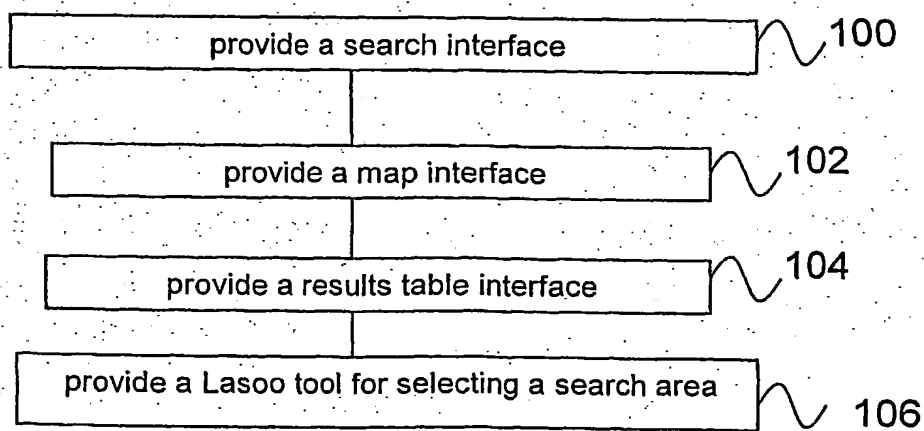 provide a search interface 100
provide a map interface 102
provide a results table interface 104
provide a Lasoo tool for selecting a search area 106